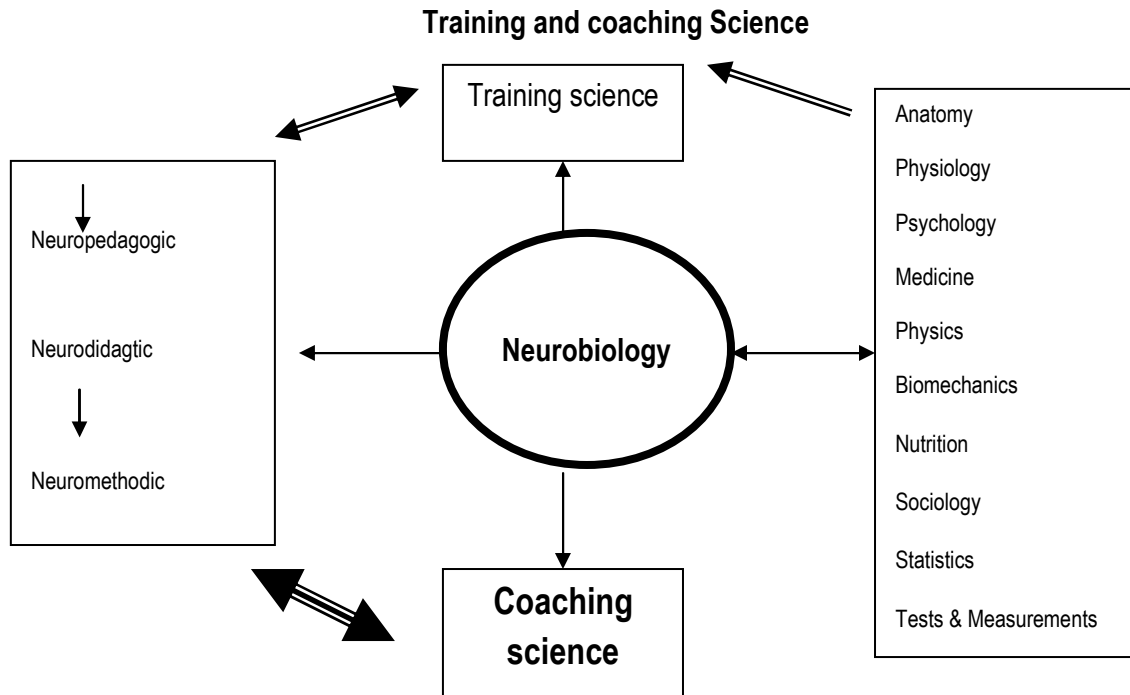 Training and coaching Science
Training science
Neuropedagogic
Neurodidagtic
Neuromethodic
Neurobiology
Coaching
science
Anatomy
Physiology
Psychology
Medicine
Physics
Biomechanics
Nutrition
Sociology
Statistics
Tests & Measurements